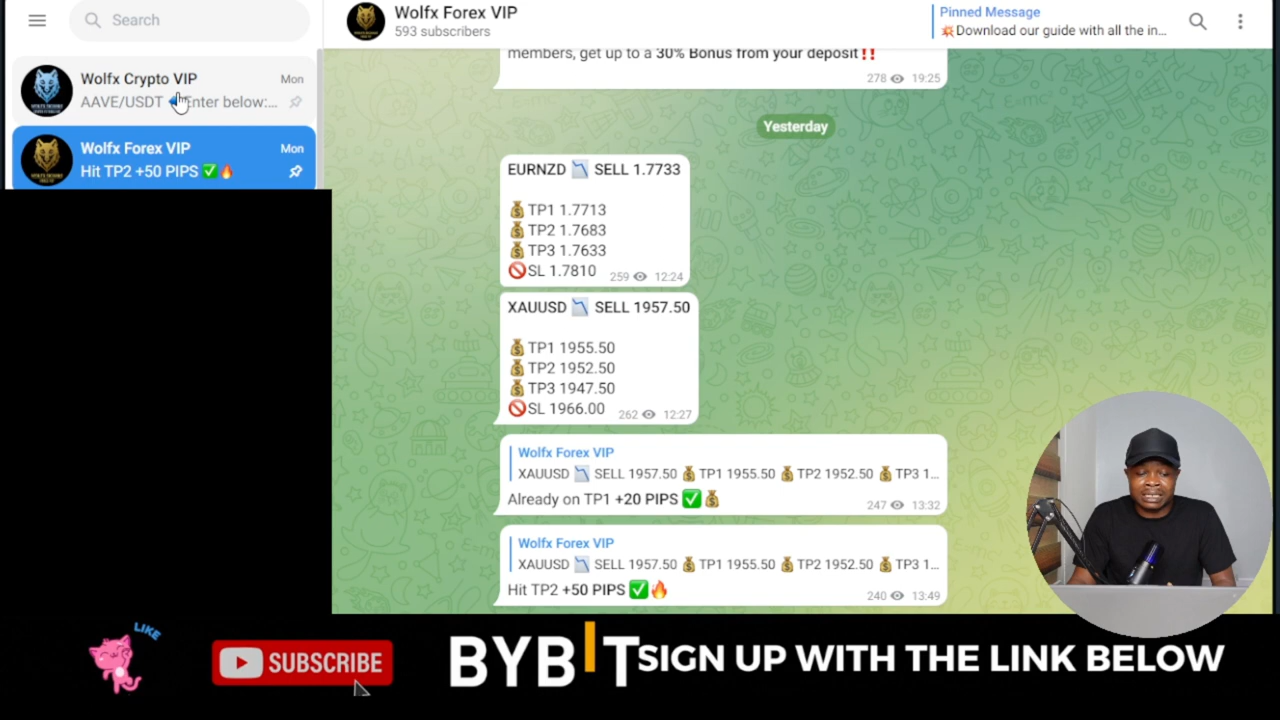 Search
Wolfx Crypto VIP
Mon
AAVE/USDT Enter below:...
Wolfx Forex VIP
Mon
Hit TP2 +50 PIPS ✅🔥
Wolfx Forex VIP
593 subscribers
Pinned Message
💥Download our guide with all the in...
members, get up to a 30% Bonus from your deposit‼️
278 19:25
Yesterday
EURNZD 📉 SELL 1.7733
💰TP1 1.7713
💰TP2 1.7683
💰TP3 1.7633
🚫SL 1.7810
259 12:24
XAUUSD 📉 SELL 1957.50
💰TP1 1955.50
💰TP2 1952.50
💰TP3 1947.50
🚫SL 1966.00
262 12:27
Wolfx Forex VIP
XAUUSD 📉 SELL 1957.50 💰TP1 1955.50 💰TP2 1952.50 💰TP3 1...
Already on TP1 +20 PIPS ✅💰
247 13:32
Wolfx Forex VIP
XAUUSD 📉 SELL 1957.50 💰TP1 1955.50 💰TP2 1952.50 💰TP3 1...
Hit TP2 +50 PIPS ✅🔥
240 13:49
LIKE
SUBSCRIBE
BYBIT SIGN UP WITH THE LINK BELOW